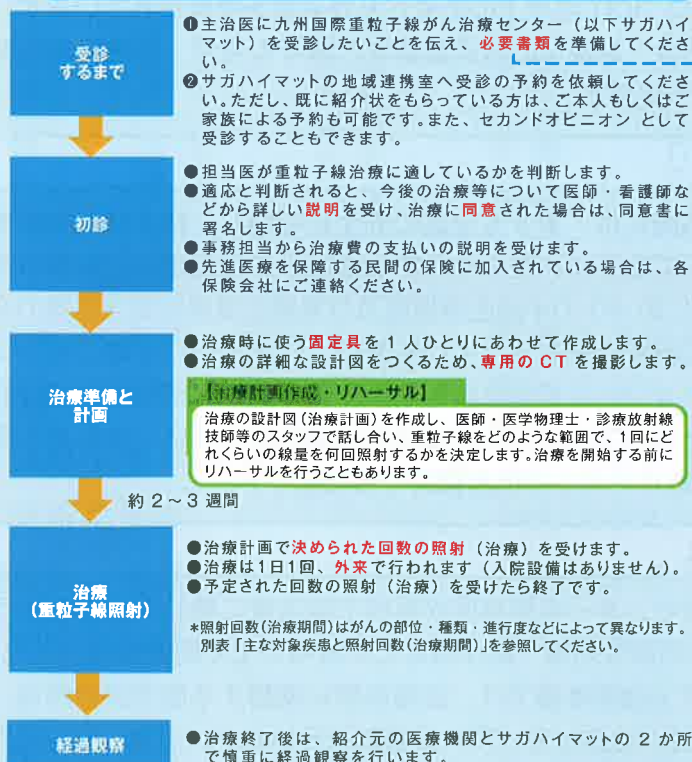 受診
するまで
❶主治医に九州国際重粒子線がん治療センター（以下サガハイ
マット）を受診したいことを伝え、必要書類を準備してくださ
い。
❷サガハイマットの地域連携室へ受診の予約を依頼してくださ
い。ただし、既に紹介状をもらっている方は、ご本人もしくはご
家族による予約も可能です。また、セカンドオピニオン として
受診することもできます。
初診
●担当医が重粒子線治療に適しているかを判断します。
●適応と判断されると、今後の治療等について医師・看護師な
どから詳しい説明を受け、治療に同意された場合は、同意書に
署名します。
●事務担当から治療費の支払いの説明を受けます。
●先進医療を保障する民間の保険に加入されている場合は、各
保険会社にご連絡ください。
治療準備と
計画
●治療時に使う固定具を 1 人ひとりにあわせて作成します。
●治療の詳細な設計図をつくるため、専用の CT を撮影します。
【治療計画作成・リハーサル】
治療の設計図（治療計画）を作成し、医師・医学物理士・診療放射線
技師等のスタッフで話し合い、重粒子線をどのような範囲で、1回にど
れくらいの線量を何回照射するかを決定します。治療を開始する前に
リハーサルを行うこともあります。
約 2～3 週間
治療
（重粒子線照射）
●治療計画で決められた回数の照射（治療）を受けます。
●治療は1日1回、外来で行われます（入院設備はありません）。
●予定された回数の照射（治療）を受けたら終了です。
*照射回数(治療期間)はがんの部位・種類・進行度などによって異なります。
別表「主な対象疾患と照射回数(治療期間)」を参照してください。
経過観察
●治療終了後は、紹介元の医療機関とサガハイマットの 2 か所
で慎重に経過観察を行います。